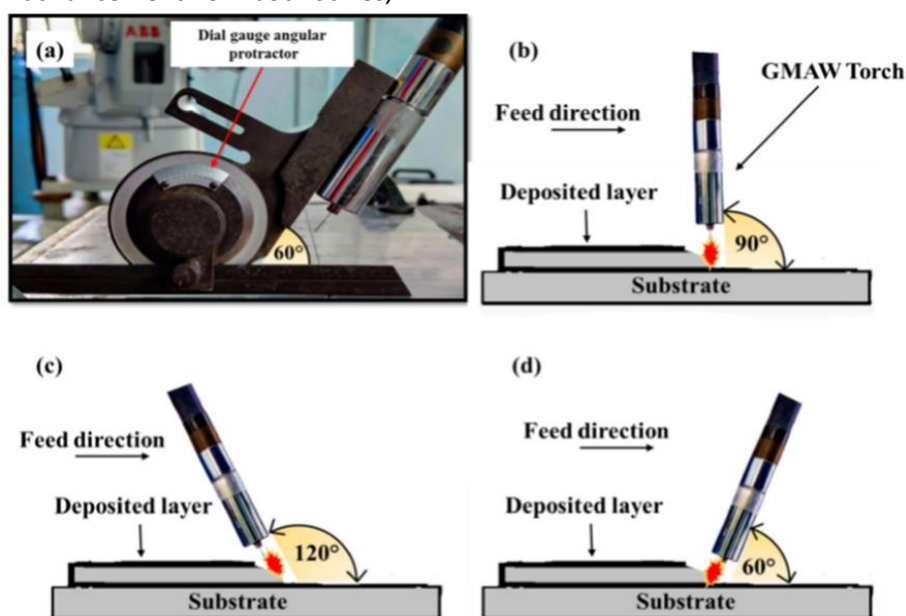 (a)
ABB
Dial gauge angular
protractor
60°
(b)
GMAW Torch
Feed direction
Deposited layer
90°
Substrate
(c)
Feed direction
Deposited layer
120°
Substrate
(d)
Feed direction
Deposited layer
60°
Substrate